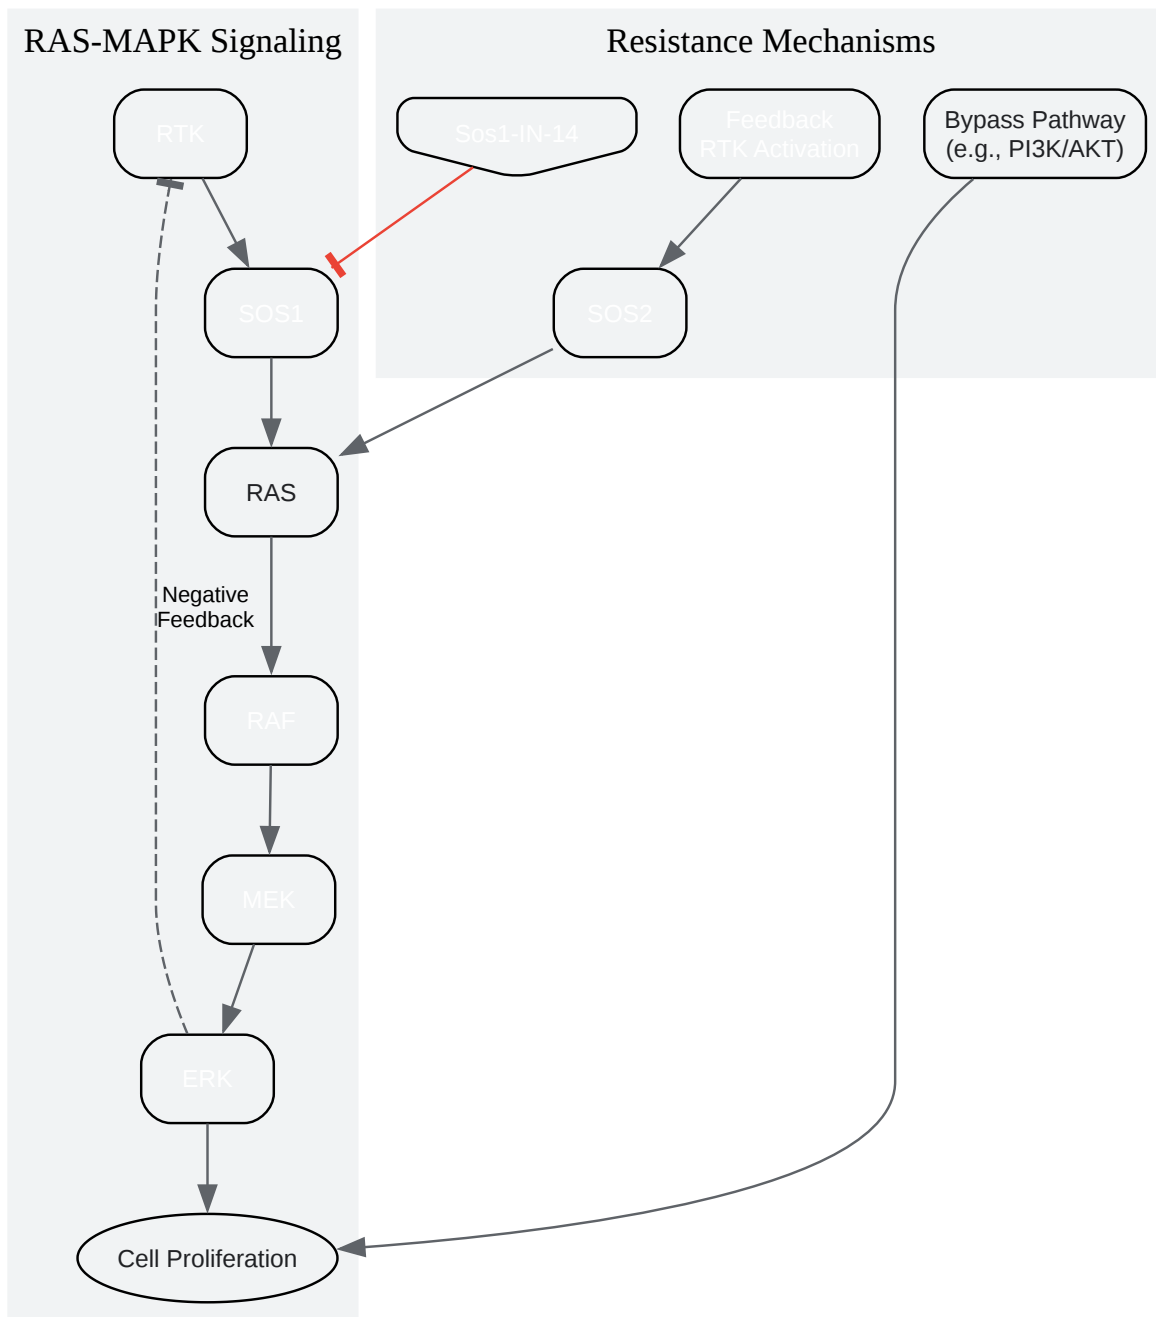 RAS-MAPK Signaling
Resistance Mechanisms
RTK
Sos1-IN-14
Feedback
RTK Activation
Bypass Pathway
(e.g., PI3K/AKT)
SOS1
SOS2
RAS
Negative
Feedback
RAF
MEK
ERK
Cell Proliferation